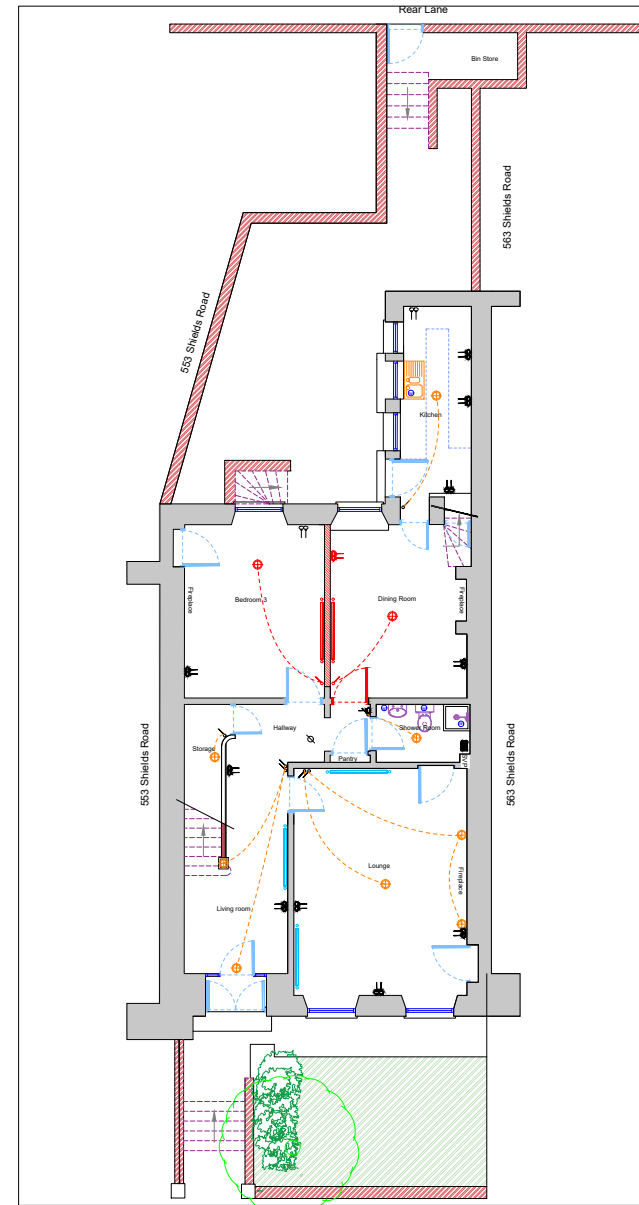 Rear Lane
Bin Store
563 Shields Road
553 Shields Road
Kitchen
Fireplace
Bedroom 3
Dining Room
Fireplace
553 Shields Road
Hallway
Shower Room
Storage
Pantry
SVP
563 Shields Road
Lounge
Fireplace
Living room